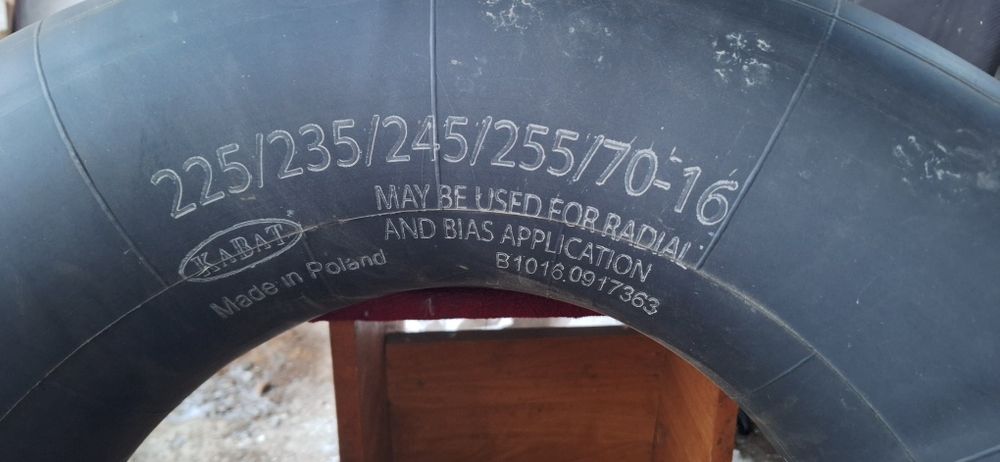 225/235/245/255/70-16
MAY BE USED FOR RADIAL
AND BIAS APPLICATION
KABAT
Made in Poland
B1016.0917363